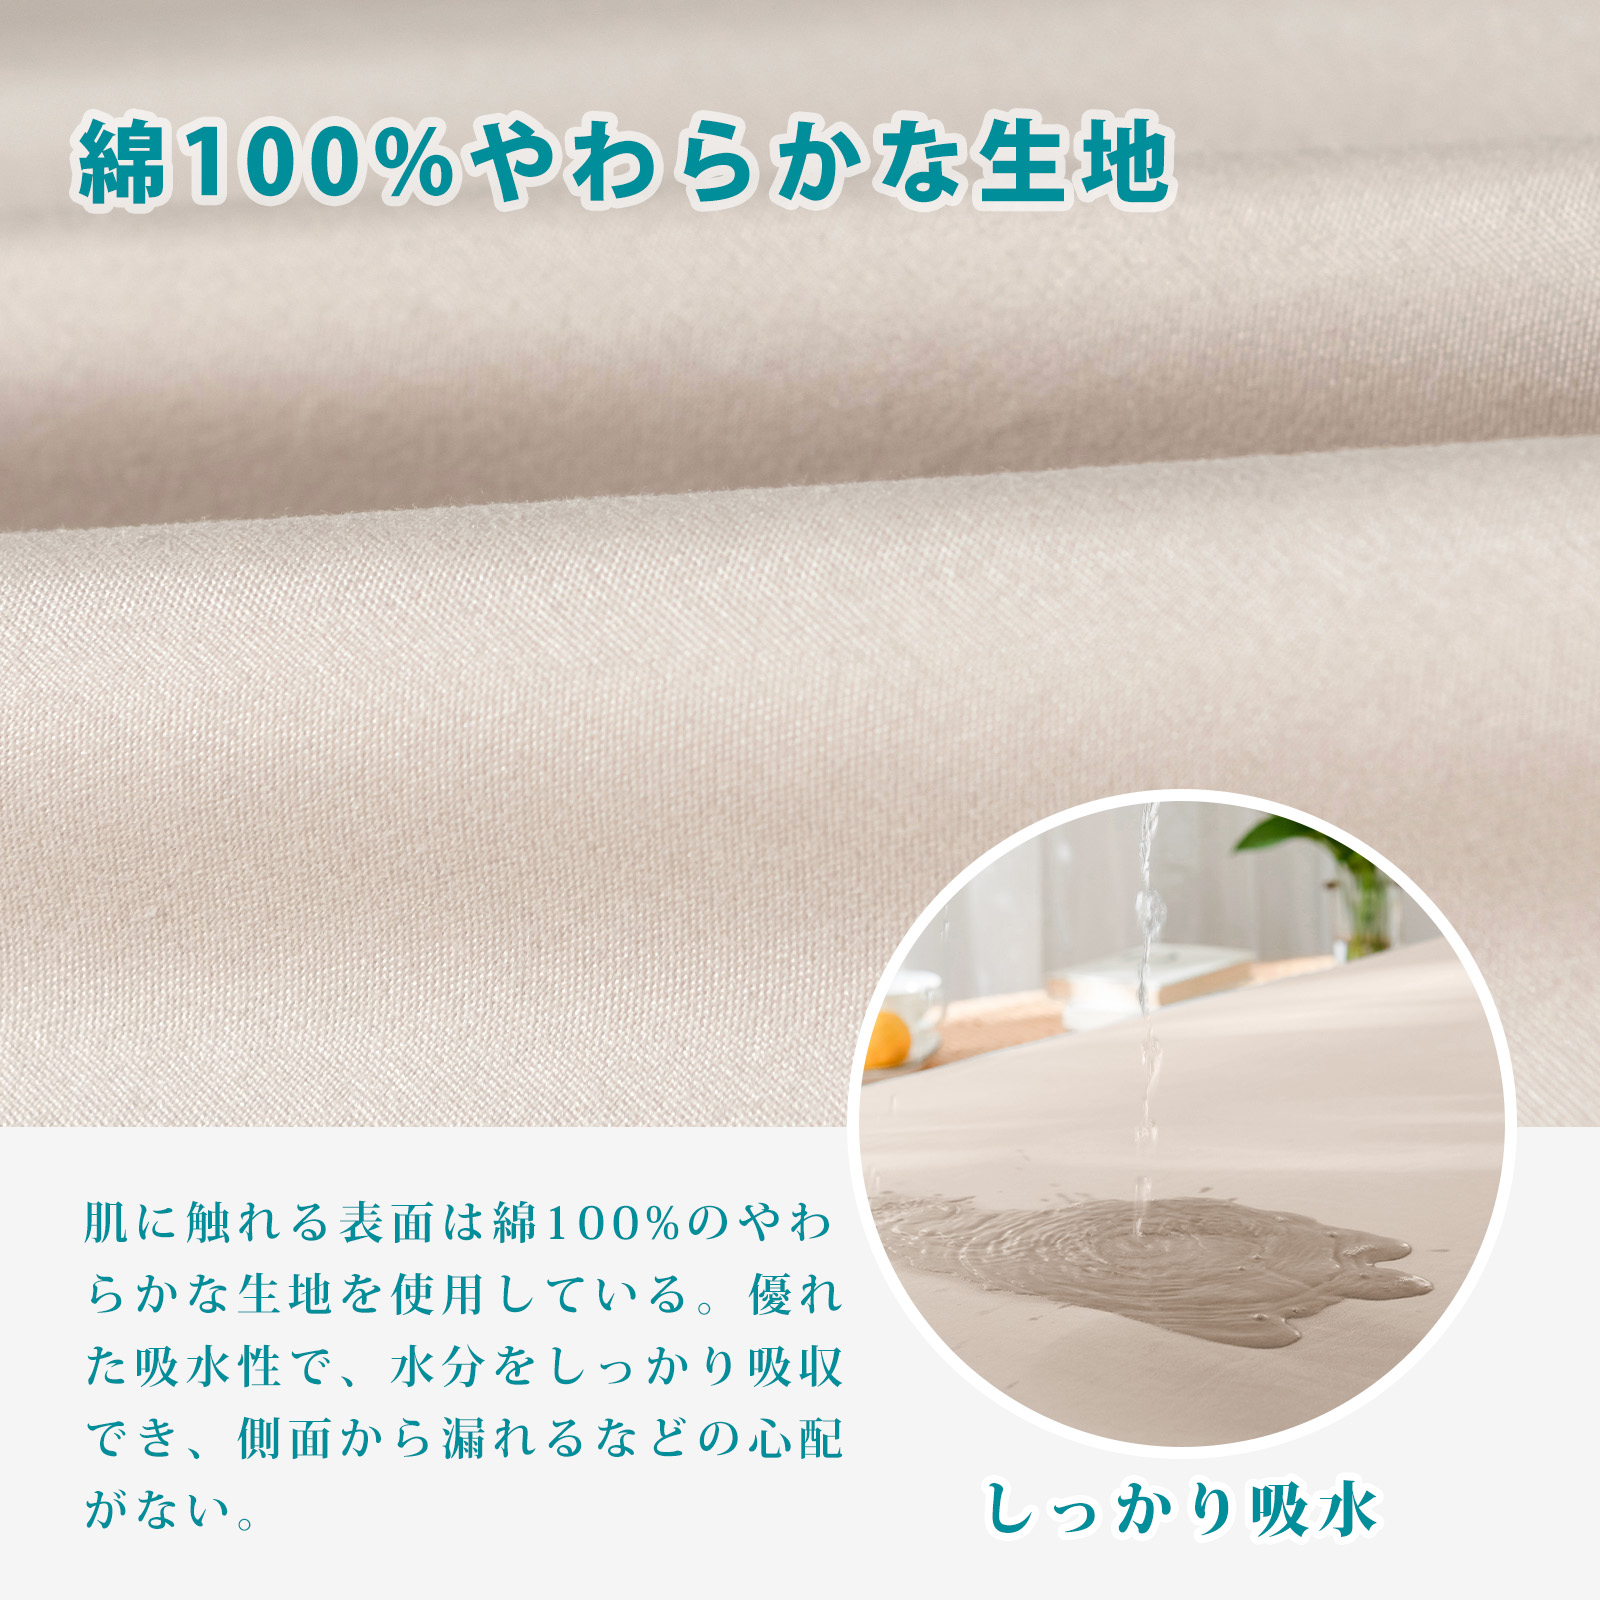 綿100%やわらかな生地
肌に触れる表面は綿100%のやわ
らかな生地を使用している。優れ
た吸水性で、水分をしっかり吸収
でき、側面から漏れるなどの心配
がない。
しっかり吸水